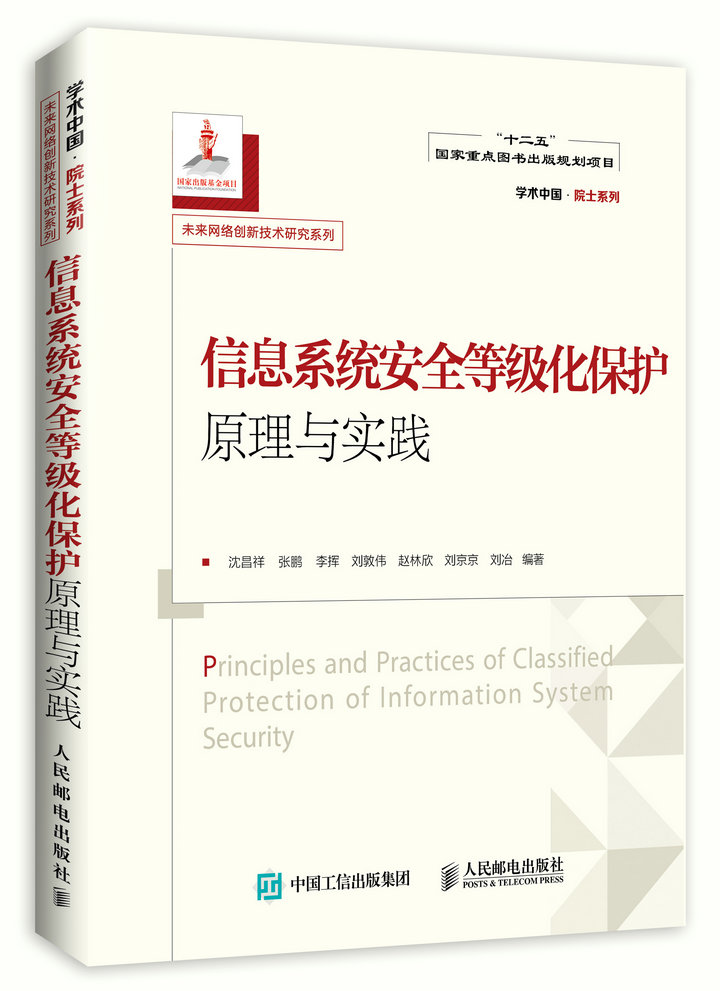 学术中国·院士系列
未来网络创新技术研究系列
信息系统安全等级化保护原理与实践
人民邮电出版社
国家出版基金项目
NATIONAL PUBLICATION FOUNDATION
“十二五”
国家重点图书出版规划项目
学术中国·院士系列
未来网络创新技术研究系列
信息系统安全等级化保护
原理与实践
沈昌祥 张鹏 李挥 刘敦伟 赵林欣 刘京京 刘冶 编著
Principles and Practices of Classified
Protection of Information System
Security
中国工信出版集团
人民邮电出版社
POSTS & TELECOM PRESS